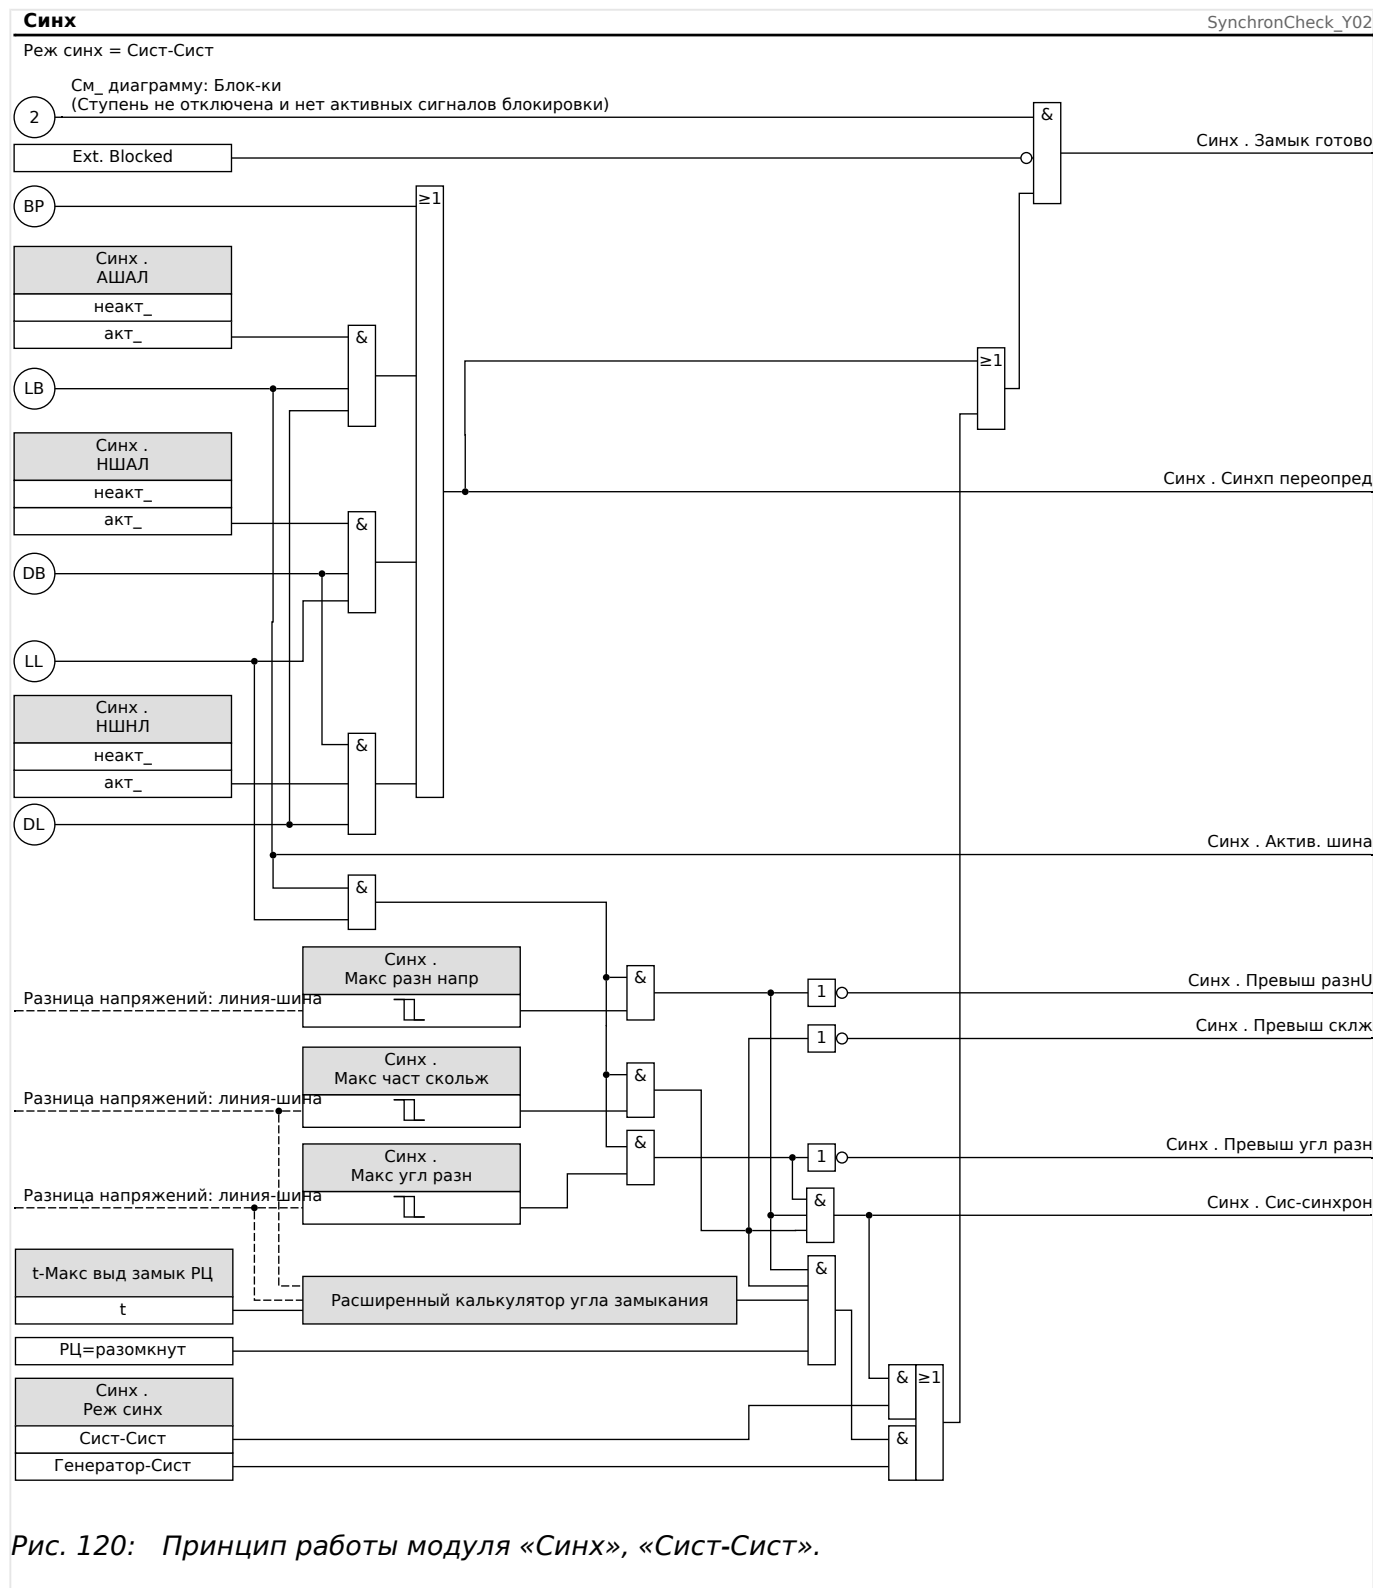 Синх
SynchronCheck_Y02
Реж синх = Сист-Сист
См_ диаграмму: Блок-ки
(Ступень не отключена и нет активных сигналов блокировки)
2
&
Синх . Замык готово
Ext. Blocked
BP
≥1
Синх .
АШАЛ
неакт_
акт_
&
≥1
LB
Синх .
НШАЛ
неакт_
Синх . Синхп переопред
акт_
&
DB
LL
Синх .
НШНЛ
неакт_
&
акт_
DL
Синх . Актив. шина
&
Синх .
Макс разн напр
&
Разница напряжений: линия-шина
1
Синх . Превыш разнU
1
Синх . Превыш склж
Синх .
Макс част скольж
&
Разница напряжений: линия-шина
Синх .
Макс угл разн
&
1
Синх . Превыш угл разн
Разница напряжений: линия-шина
&
Синх . Сис-синхрон
t-Макс выд замык РЦ
t
Расширенный калькулятор угла замыкания
&
РЦ=разомкнут
Синх .
Реж синх
& ≥1
Сист-Сист
&
Генератор-Сист
Рис. 120: Принцип работы модуля «Синх», «Сист-Сист».